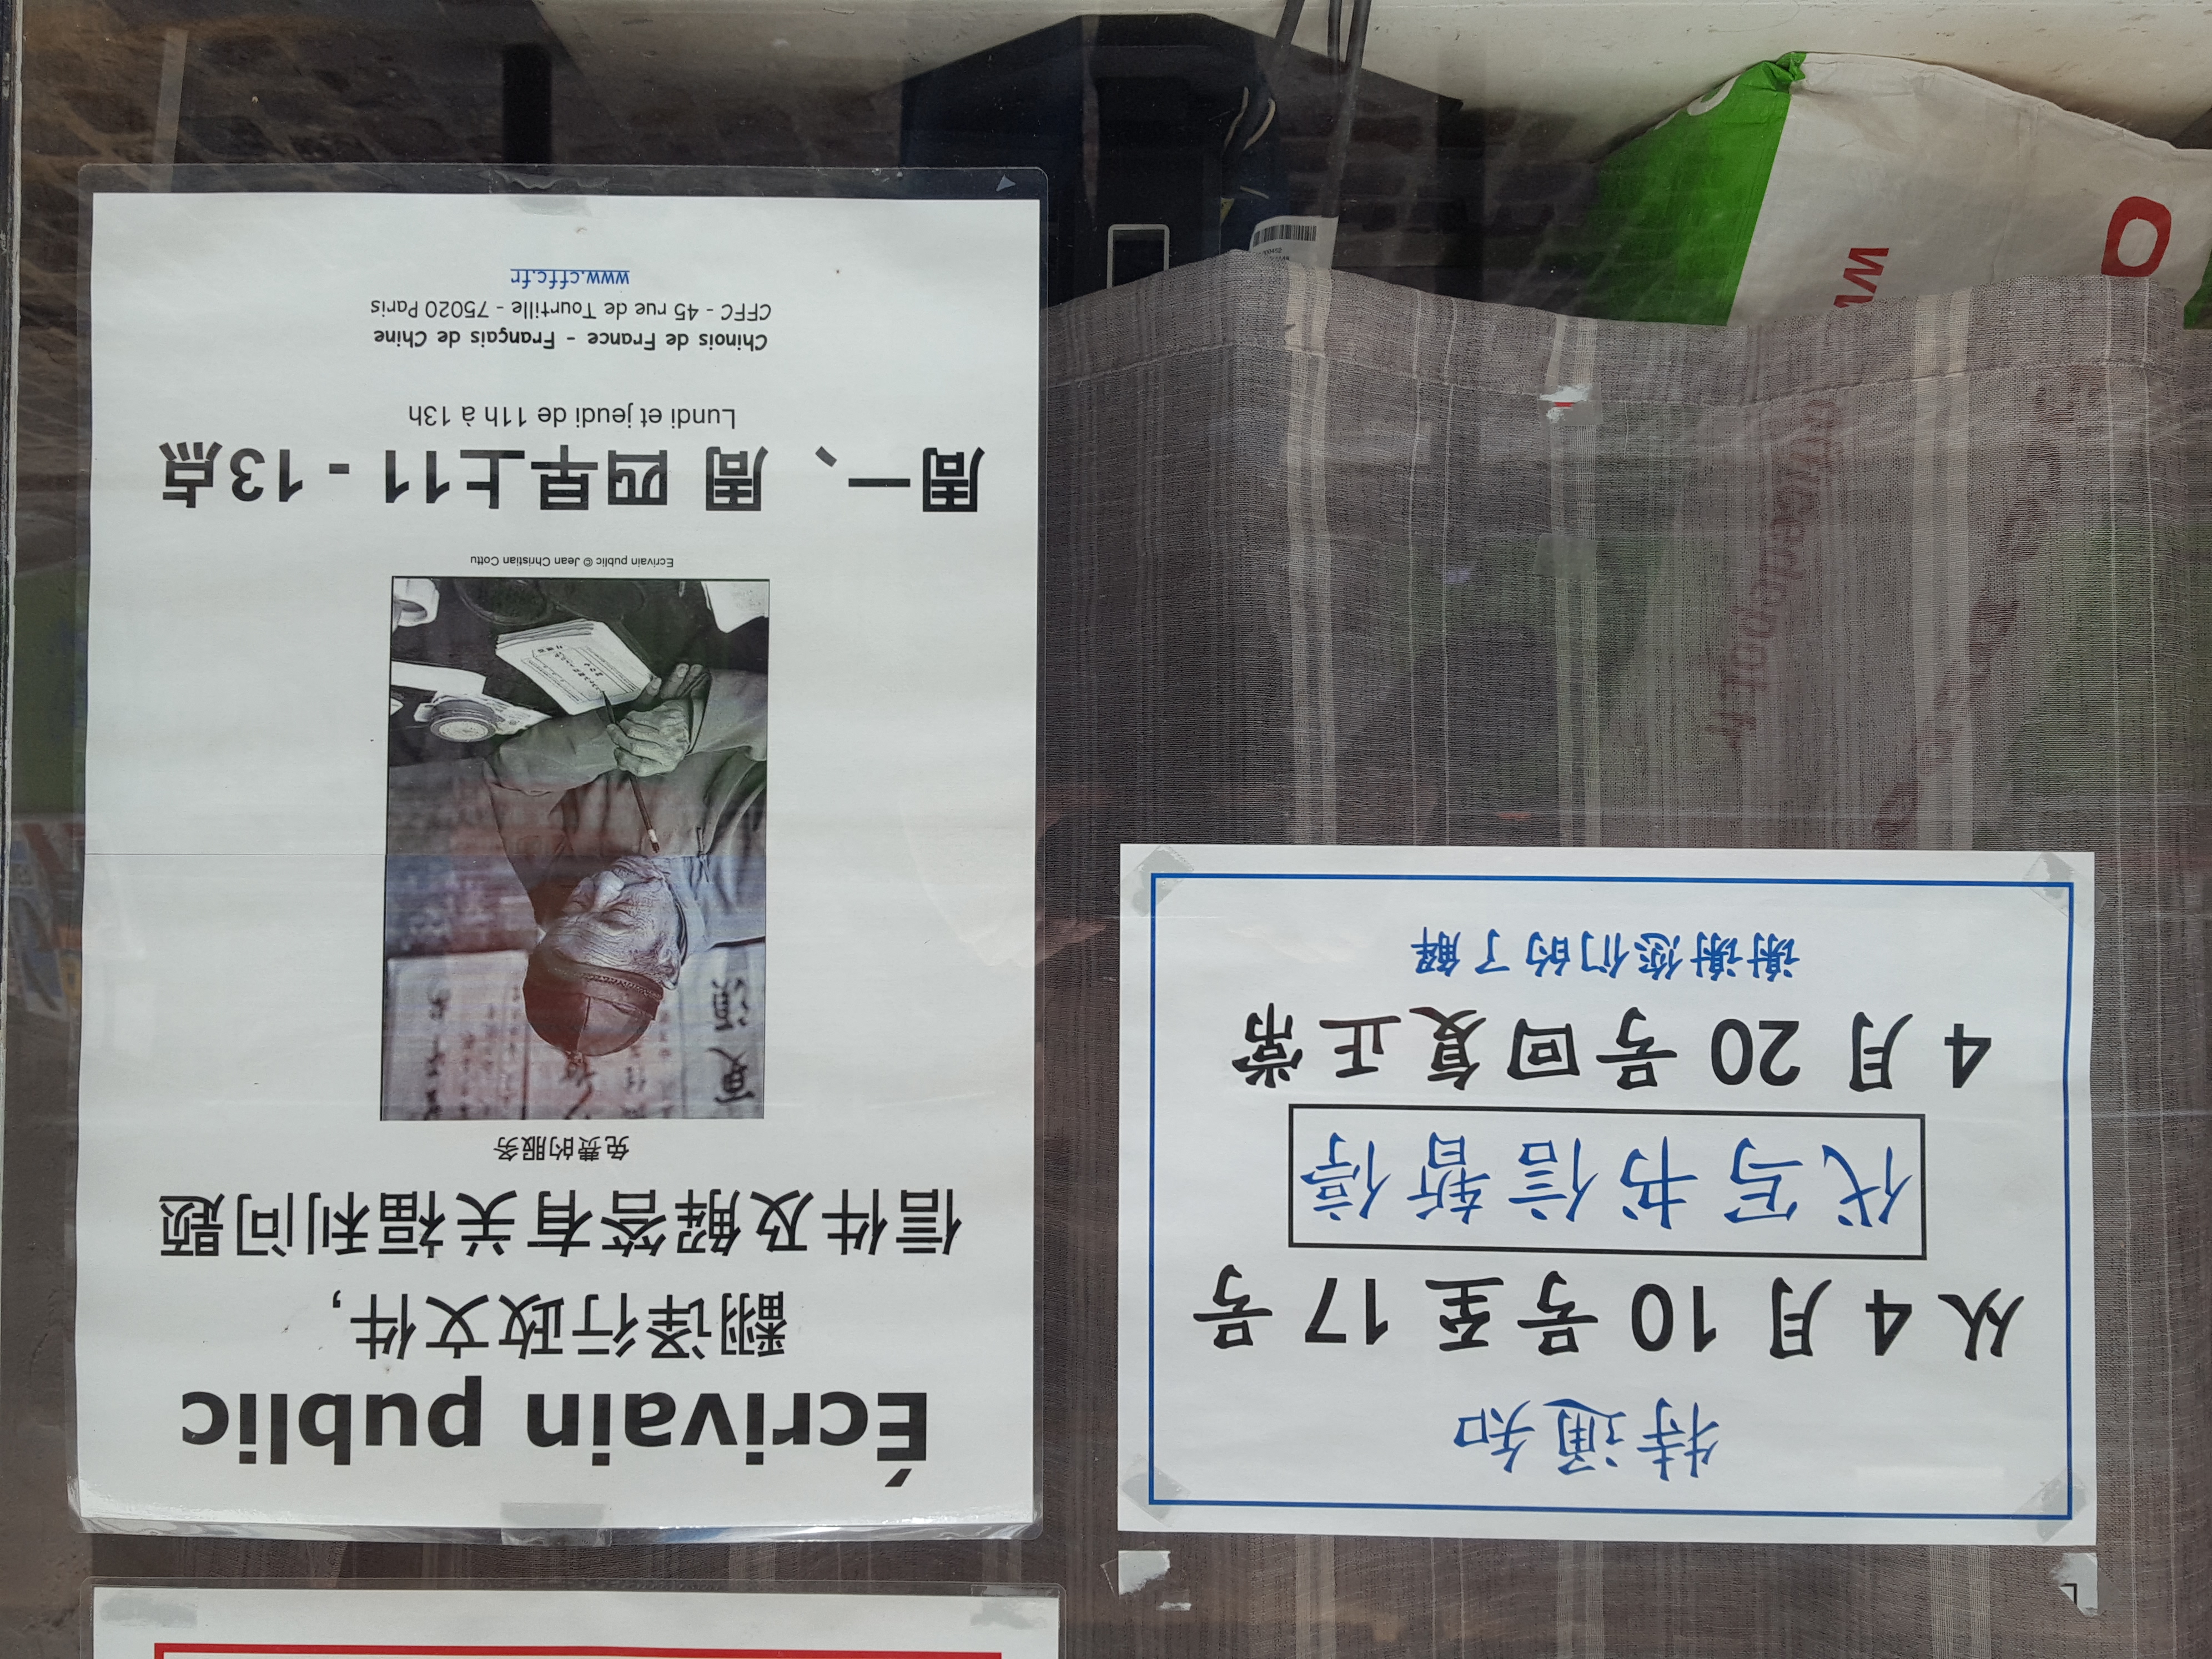 特通知
从 4 月 10 号至 17 号
代写书信暂停
4 月 20 号回复正常
谢谢您们的了解
Écrivain public
翻译行政文件,
信件及解答有关福利问题
免费的服务
更
須
Ecrivain public © Jean Christian Cottu
周一、周 四早上11 - 13点
Lundi et jeudi de 11h à 13h
Chinois de France - Français de Chine
CFFC - 45 rue de Tourtille - 75020 Paris
www.cffc.fr